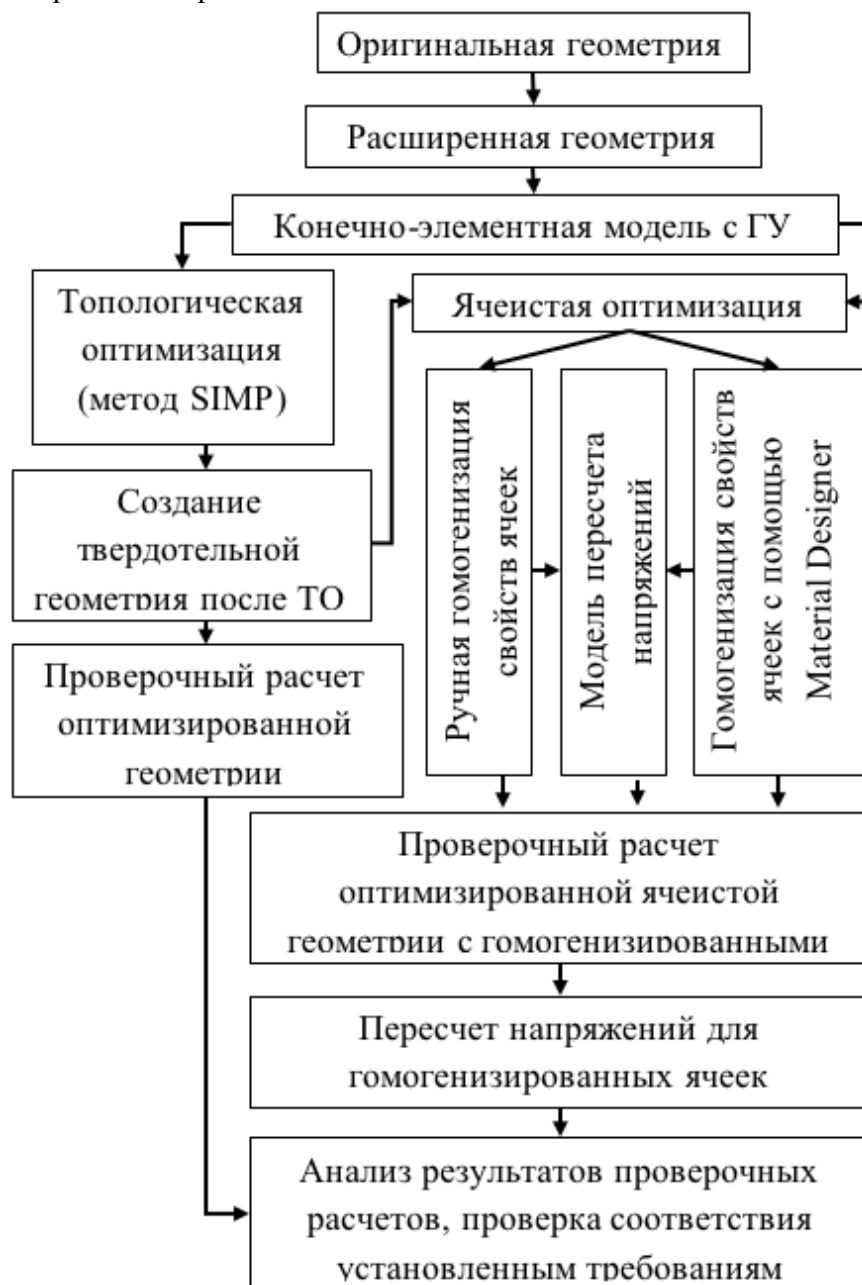 Оригинальная геометрия
Расширенная геометрия
Конечно-элементная модель с ГУ
Топологическая
оптимизация
(метод SIMP)
Ячеистая оптимизация
Создание
твердотельной
геометрия после ТО
Ручная гомогенизация
свойств ячеек
Модель пересчета
напряжений
Гомогенизация свойств
ячеек с помощью
Material Designer
Проверочный расчет
оптимизированной
геометрии
Проверочный расчет
оптимизированной ячеистой
геометрии с гомогенизированными
Пересчет напряжений для
гомогенизированных ячеек
Анализ результатов проверочных
расчетов, проверка соответствия
установленным требованиям